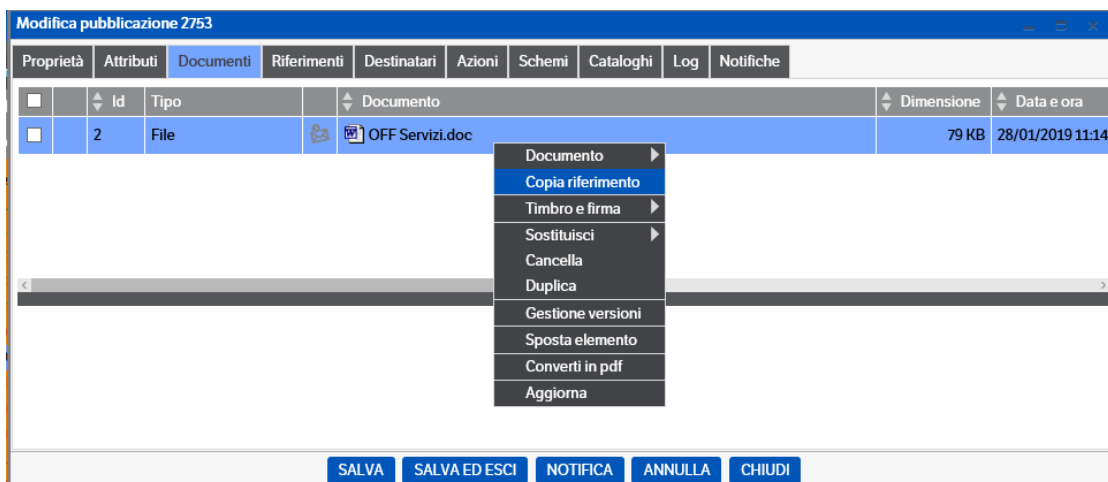 Modifica pubblicazione 2753
Proprietà Attributi Documenti Riferimenti Destinatari Azioni Schemi Cataloghi Log Notifiche
Id Tipo Documento Dimensione Data e ora
2 File OFF Servizi.doc 79 KB 28/01/2019 11:14
Documento
Copia riferimento
Timbro e firma
Sostituisci
Cancella
Duplica
Gestione versioni
Sposta elemento
Converti in pdf
Aggiorna
SALVA SALVA ED ESCI NOTIFICA ANNULLA CHIUDI